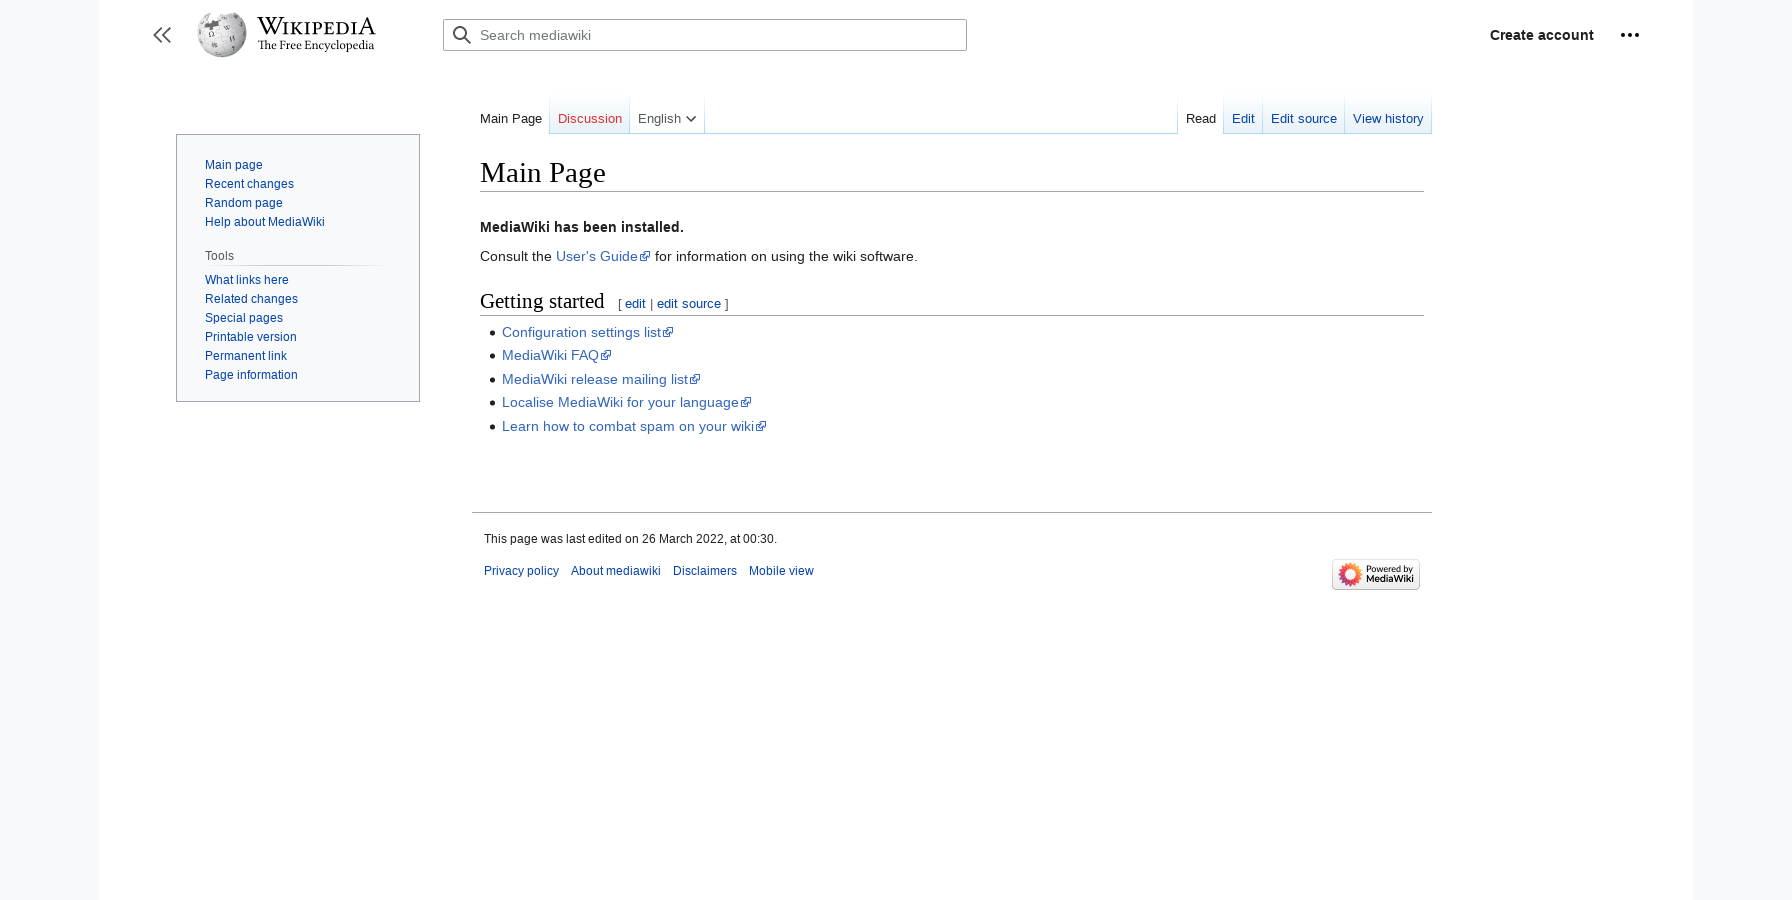 WIKIPEDIA
The Free Encyclopedia
Search mediawiki
Create account
Main Page Discussion English
Read Edit Edit source View history
Main page
Recent changes
Random page
Help about MediaWiki
Tools
What links here
Related changes
Special pages
Printable version
Permanent link
Page information
Main Page
MediaWiki has been installed.
Consult the User's Guide for information on using the wiki software.
Getting started [ edit | edit source ]
Configuration settings list
MediaWiki FAQ
MediaWiki release mailing list
Localise MediaWiki for your language
Learn how to combat spam on your wiki
This page was last edited on 26 March 2022, at 00:30.
Privacy policy About mediawiki Disclaimers Mobile view
Powered by
MediaWiki